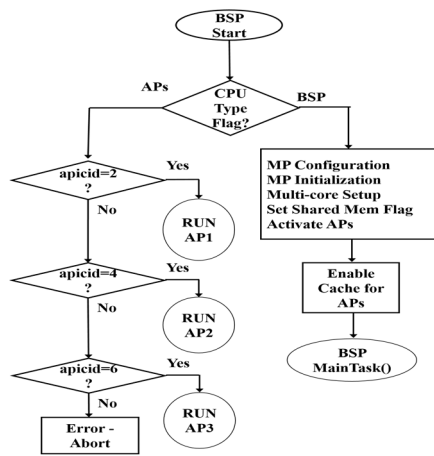 BSP
Start
APs
CPU
Type
Flag?
BSP
apicid=2
?
Yes
No
RUN
AP1
MP Configuration
MP Initialization
Multi-core Setup
Set Shared Mem Flag
Activate APs
apicid=4
?
Yes
No
RUN
AP2
Enable
Cache for
APs
BSP
MainTask()
apicid=6
?
Yes
No
RUN
AP3
Error -
Abort